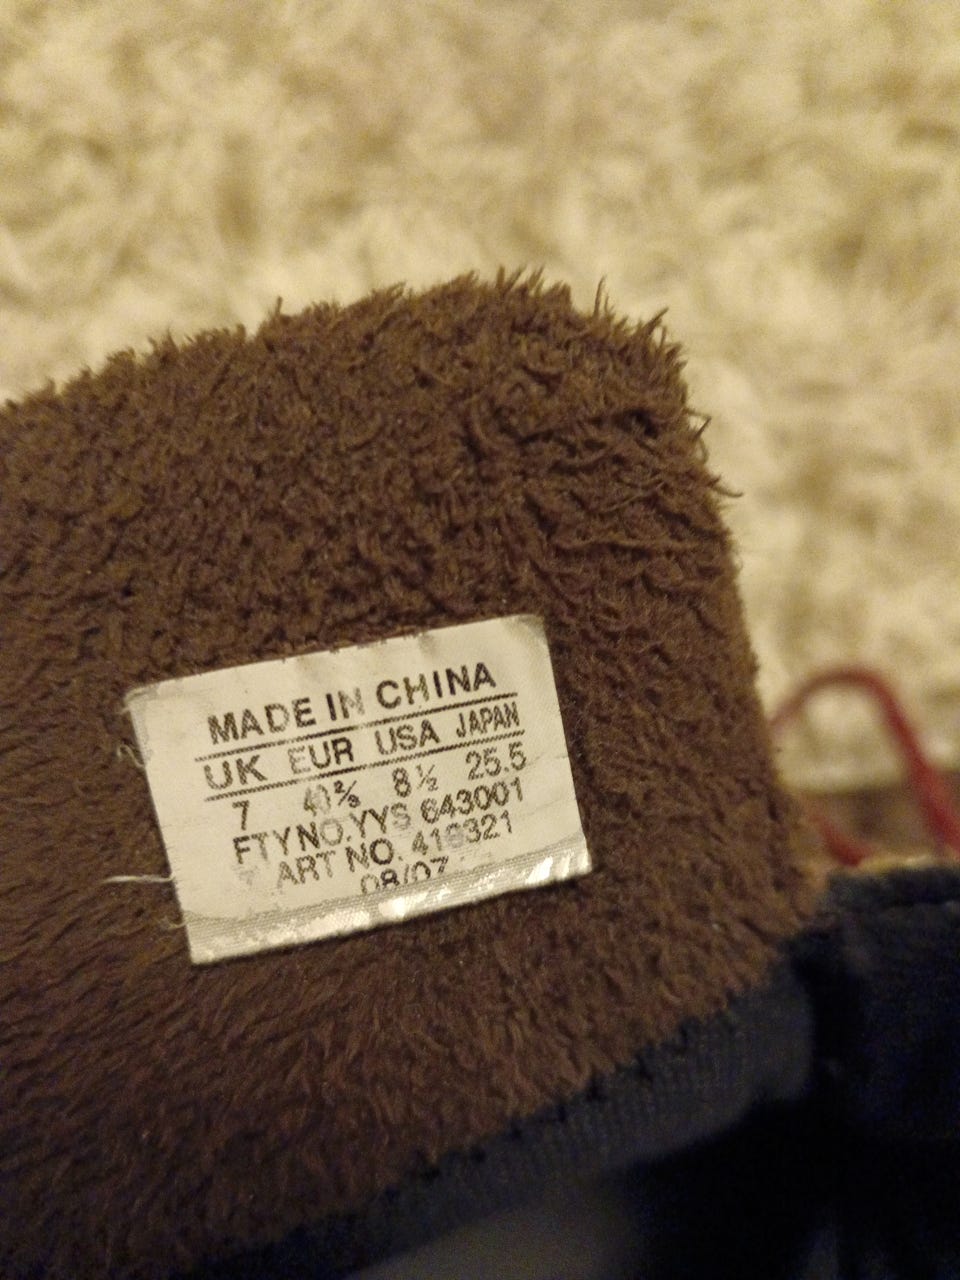 MADE IN CHINA
UK EUR USA JAPAN
7 40⅔ 8½ 25.5
FTYNO.YYS 643001
ART NO.
08/07